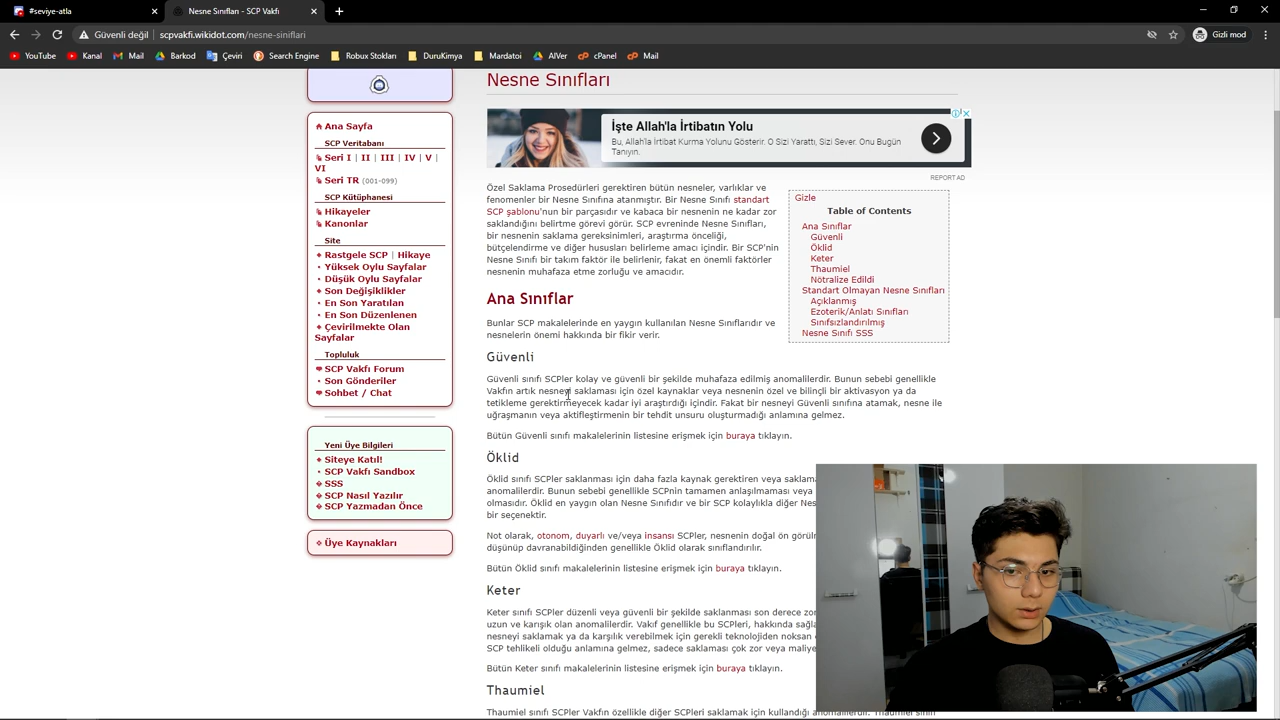 #seviye-atla
Nesne Sınıfları - SCP Vakfı
Güvenli değil
scpvakfi.wikidot.com/nesne-siniflari
Gizli mod
YouTube
Kanal
Mail
Barkod
Çeviri
Search Engine
Robux Stokları
DuruKimya
Mardatoi
AlVer
cPanel
Mail
Ana Sayfa
SCP Veritabanı
Seri I | II | III | IV | V |
VI
Seri TR (001-099)
SCP Kütüphanesi
Hikayeler
Kanonlar
Site
Rastgele SCP | Hikaye
Yüksek Oylu Sayfalar
Düşük Oylu Sayfalar
Son Değişiklikler
En Son Yaratılan
En Son Düzenlenen
Çevirilmekte Olan
Sayfalar
Topluluk
SCP Vakfı Forum
Son Gönderiler
Sohbet / Chat
Yeni Üye Bilgileri
Siteye Katıl!
SCP Vakfı Sandbox
SSS
SCP Nasıl Yazılır
SCP Yazmadan Önce
Üye Kaynakları
Nesne Sınıfları
İşte Allah'la İrtibatın Yolu
Bu, Allah'la İrtibat Kurma Yolunu Gösterir. O Sizi Yarattı, Sizi Sever. Onu Bugün
Tanıyın.
REPORT AD
Özel Saklama Prosedürleri gerektiren bütün nesneler, varlıklar ve
fenomenler bir Nesne Sınıfına atanmıştır. Bir Nesne Sınıfı standart
SCP şablonu'nun bir parçasıdır ve kabaca bir nesnenin ne kadar zor
saklandığını belirtme görevi görür. SCP evreninde Nesne Sınıfları,
bir nesnenin saklama gereksinimleri, araştırma önceliği,
bütçelendirme ve diğer hususları belirleme amacı içindir. Bir SCP'nin
Nesne Sınıfı bir takım faktör ile belirlenir, fakat en önemli faktörler
nesnenin muhafaza etme zorluğu ve amacıdır.
Gizle
Table of Contents
Ana Sınıflar
Güvenli
Öklid
Keter
Thaumiel
Nötralize Edildi
Standart Olmayan Nesne Sınıfları
Açıklanmış
Ezoterik/Anlatı Sınıfları
Sınıfsızlandırılmış
Nesne Sınıfı SSS
Ana Sınıflar
Bunlar SCP makalelerinde en yaygın kullanılan Nesne Sınıflarıdır ve
nesnelerin önemi hakkında bir fikir verir.
Güvenli
Güvenli sınıfı SCPler kolay ve güvenli bir şekilde muhafaza edilmiş anomalilerdir. Bunun sebebi genellikle
Vakfın artık nesneyi saklaması için özel kaynaklar veya nesnenin özel ve bilinçli bir aktivasyon ya da
tetikleme gerektirmeyecek kadar iyi araştırdığı içindir. Fakat bir nesneyi Güvenli sınıfına atamak, nesne ile
uğraşmanın veya aktifleştirmenin bir tehdit unsuru oluşturmadığı anlamına gelmez.
Bütün Güvenli sınıfı makalelerinin listesine erişmek için buraya tıklayın.
Öklid
Öklid sınıfı SCPler saklanması için daha fazla kaynak gerektiren veya saklama
anomalilerdir. Bunun sebebi genellikle SCPnin tamamen anlaşılmaması veya
olmasıdır. Öklid en yaygın olan Nesne Sınıfıdır ve bir SCP kolaylıkla diğer Nes
bir seçenektir.
Not olarak, otonom, duyarlı ve/veya insansı SCPler, nesnenin doğal ön görül
düşünüp davranabildiğinden genellikle Öklid olarak sınıflandırılır.
Bütün Öklid sınıfı makalelerinin listesine erişmek için buraya tıklayın.
Keter
Keter sınıfı SCPler düzenli veya güvenli bir şekilde saklanması son derece zor
uzun ve karışık olan anomalilerdir. Vakıf genellikle bu SCPleri, hakkında sağl
nesneyi saklamak ya da karşılık verebilmek için gerekli teknolojiden noksan
SCP tehlikeli olduğu anlamına gelmez, sadece saklaması çok zor veya maliye
Bütün Keter sınıfı makalelerinin listesine erişmek için buraya tıklayın.
Thaumiel
Thaumiel sınıfı SCPler Vakfın özellikle diğer SCPleri saklamak için kullandığı anomalilerdir. Thaumiel sınıfı